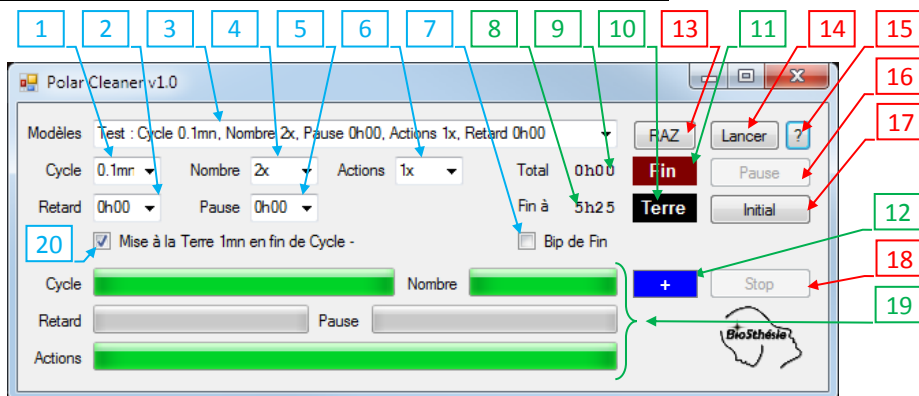 1 2 3 4 5 6 7 8 9 10 13 11 14 15
Polar Cleaner v1.0
16
Modèles Test : Cycle 0.1mn, Nombre 2x, Pause 0h00, Actions 1x, Retard 0h00 RAZ Lancer ?
17
Cycle 0.1mr Nombre 2x Actions 1x Total 01h00 Fin Pause
Retard 0h00 Pause 0h00 Fin à 5h25 Terre Initial
12
20 Mise à la Terre 1mn en fin de Cycle - Bip de Fin
18
Cycle Nombre + Stop
19
Retard Pause
BioSthésie
Actions